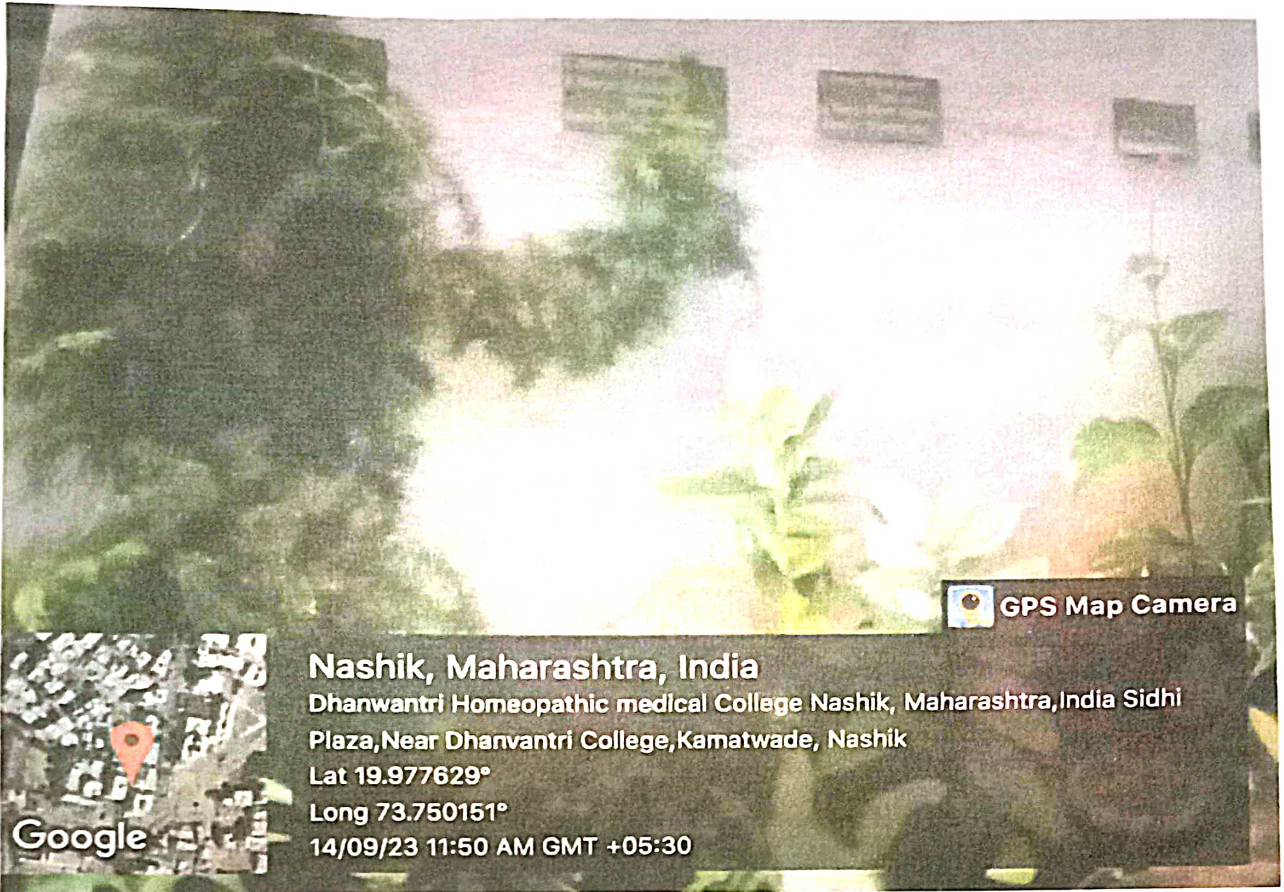 GPS Map Camera
Nashik, Maharashtra, India
Dhanwantri Homeopathic medical College Nashik, Maharashtra,India Sidhi
Plaza,Near Dhanvantri College,Kamatwade, Nashik
Lat 19.977629°
Long 73.750151°
14/09/23 11:50 AM GMT +05:30
Google